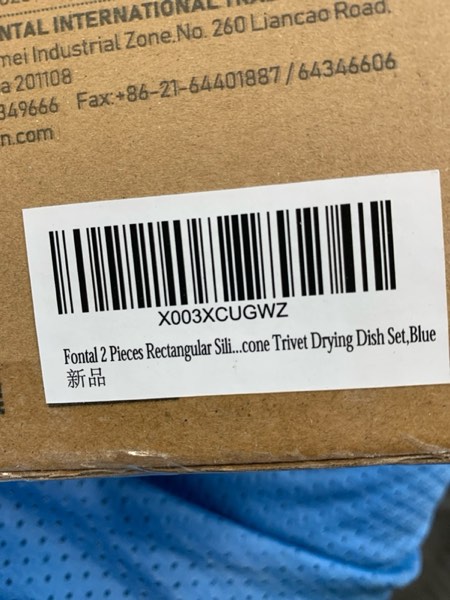 NTAL INTERNATIONAL
mei Industrial Zone.No. 260 Liancao Road,
a 201108
349666 Fax:+86-21-64401887 / 64346606
n.com
X003XCUGWZ
Fontal 2 Pieces Rectangular Sili...cone Trivet Drying Dish Set,Blue
新品